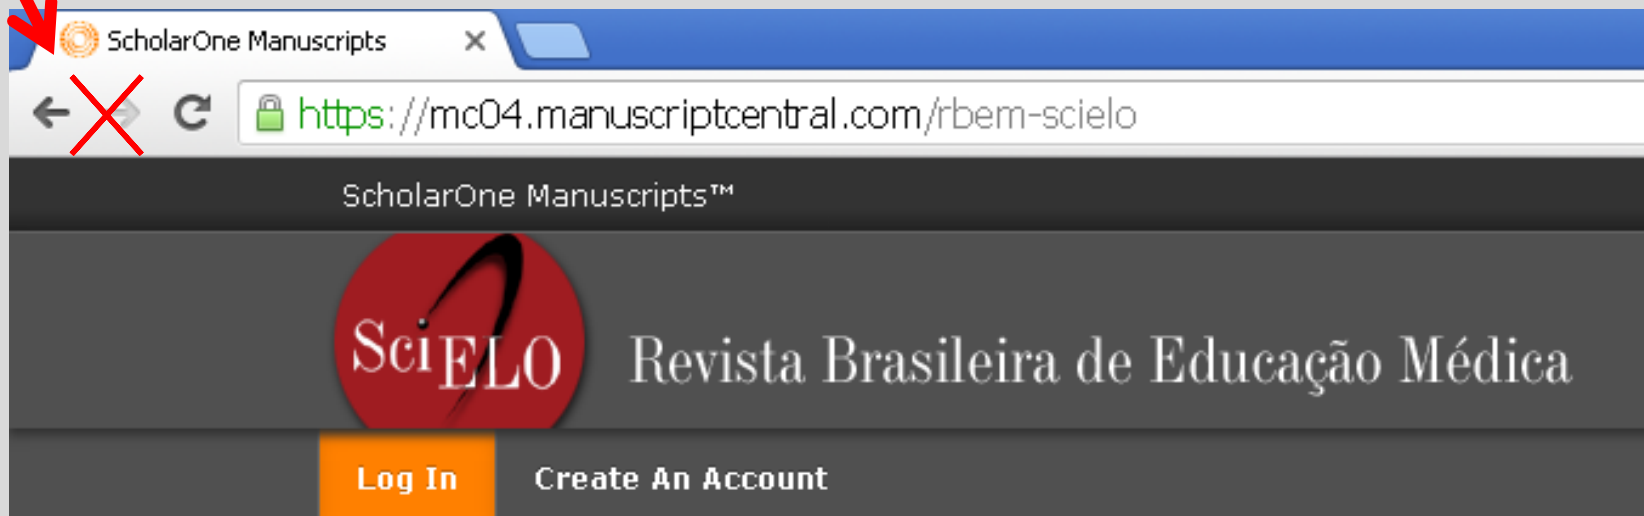 ScholarOne Manuscripts
https://mc04.manuscriptcentral.com/rbem-scielo
ScholarOne Manuscripts™
SciELO Revista Brasileira de Educação Médica
Log In Create An Account